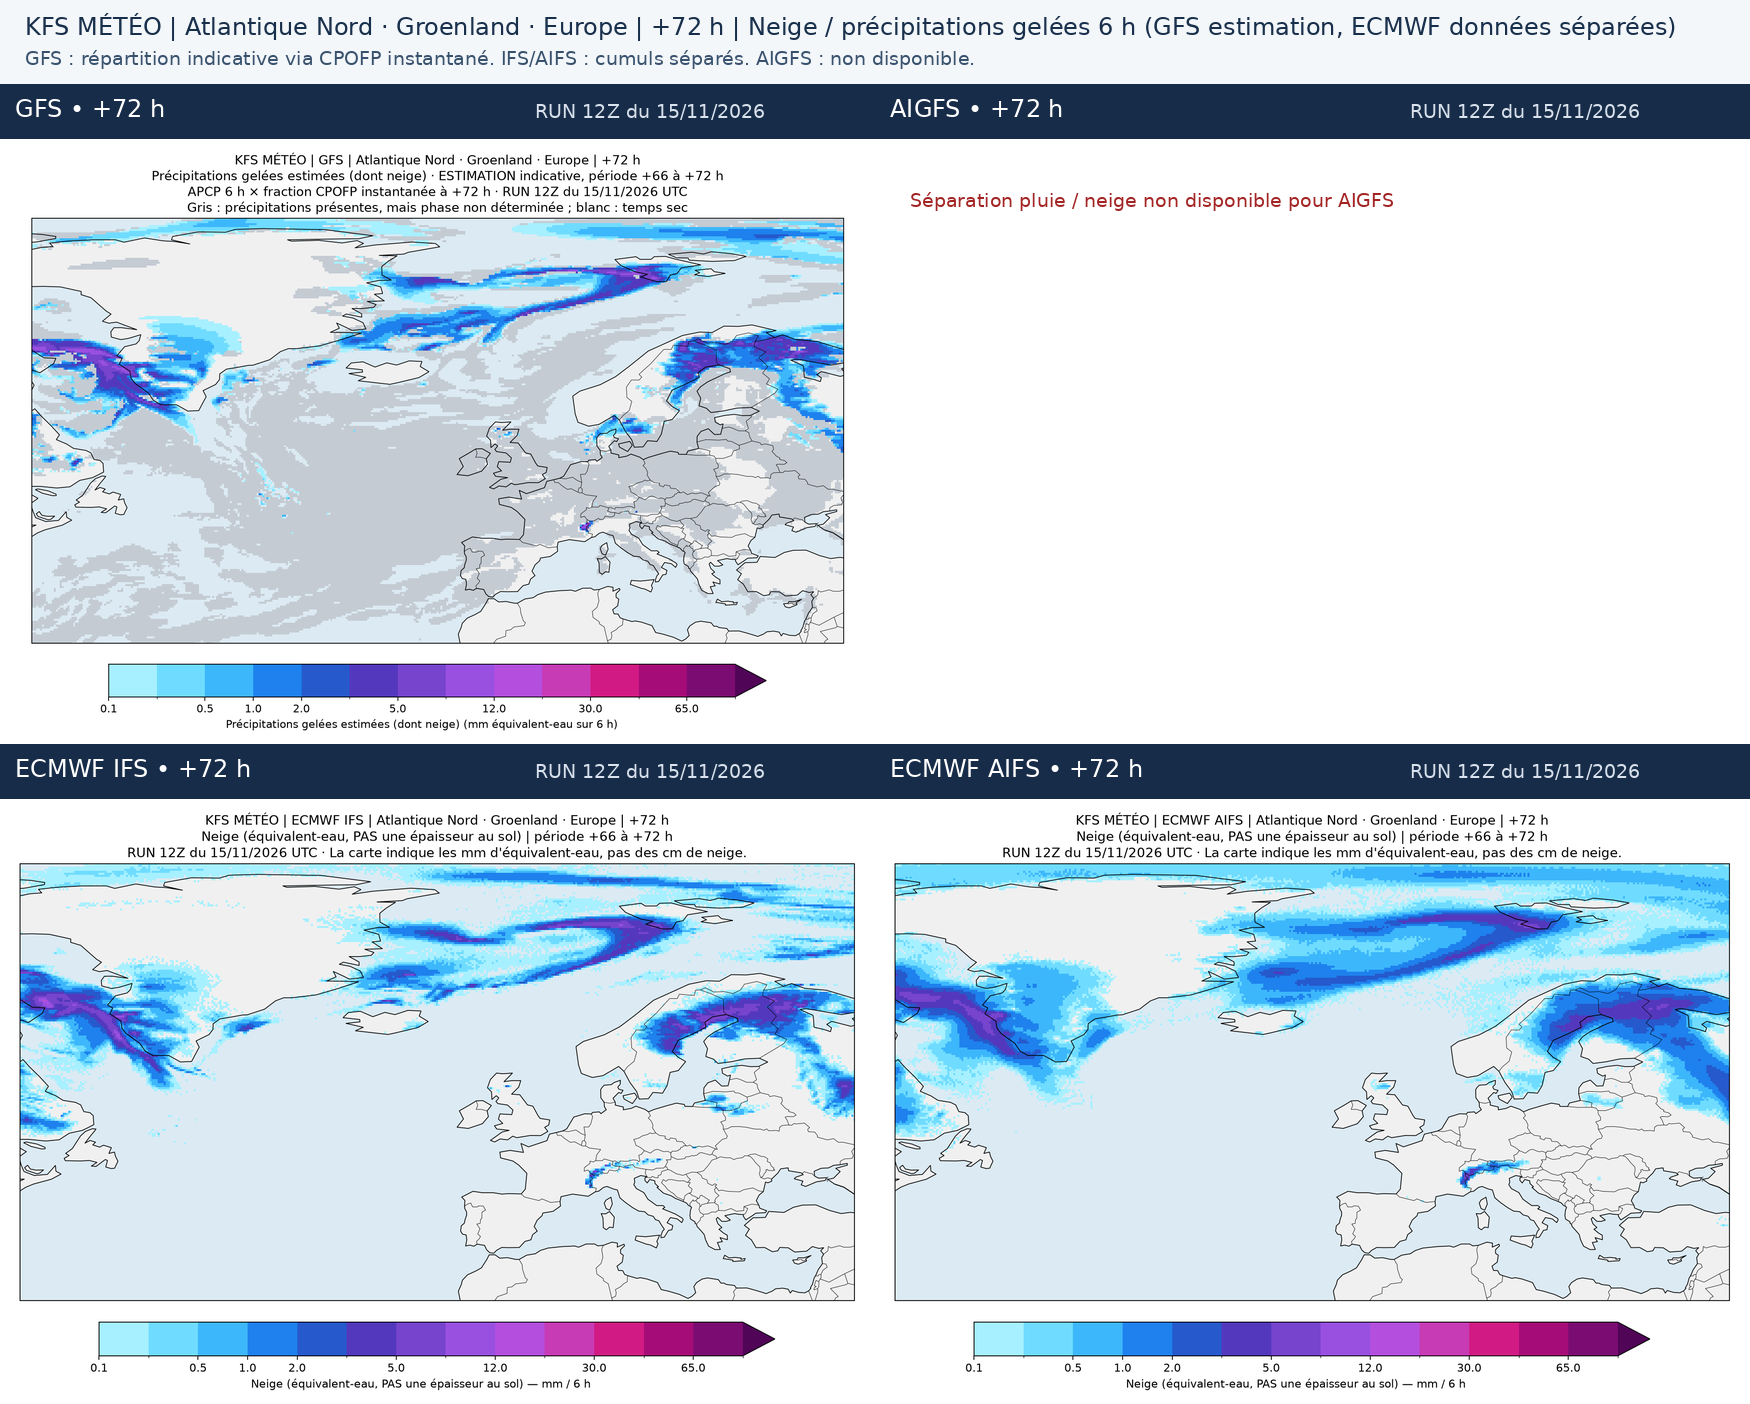 KFS MÉTÉO | Atlantique Nord · Groenland · Europe | +72 h | Neige / précipitations gelées 6 h (GFS estimation, ECMWF données séparées)
GFS : répartition indicative via CPOFP instantané. IFS/AIFS : cumuls séparés. AIGFS : non disponible.
GFS • +72 h
RUN 12Z du 15/11/2026
AIGFS • +72 h
RUN 12Z du 15/11/2026
KFS MÉTÉO | GFS | Atlantique Nord · Groenland · Europe | +72 h
Précipitations gelées estimées (dont neige) · ESTIMATION indicative, période +66 à +72 h
APCP 6 h × fraction CPOFP instantanée à +72 h · RUN 12Z du 15/11/2026 UTC
Gris : précipitations présentes, mais phase non déterminée ; blanc : temps sec
Séparation pluie / neige non disponible pour AIGFS
0.1 0.5 1.0 2.0 5.0 12.0 30.0 65.0
Précipitations gelées estimées (dont neige) (mm équivalent-eau sur 6 h)
ECMWF IFS • +72 h
RUN 12Z du 15/11/2026
ECMWF AIFS • +72 h
RUN 12Z du 15/11/2026
KFS MÉTÉO | ECMWF IFS | Atlantique Nord · Groenland · Europe | +72 h
Neige (équivalent-eau, PAS une épaisseur au sol) | période +66 à +72 h
RUN 12Z du 15/11/2026 UTC · La carte indique les mm d'équivalent-eau, pas des cm de neige.
KFS MÉTÉO | ECMWF AIFS | Atlantique Nord · Groenland · Europe | +72 h
Neige (équivalent-eau, PAS une épaisseur au sol) | période +66 à +72 h
RUN 12Z du 15/11/2026 UTC · La carte indique les mm d'équivalent-eau, pas des cm de neige.
0.1 0.5 1.0 2.0 5.0 12.0 30.0 65.0
Neige (équivalent-eau, PAS une épaisseur au sol) — mm / 6 h
0.1 0.5 1.0 2.0 5.0 12.0 30.0 65.0
Neige (équivalent-eau, PAS une épaisseur au sol) — mm / 6 h